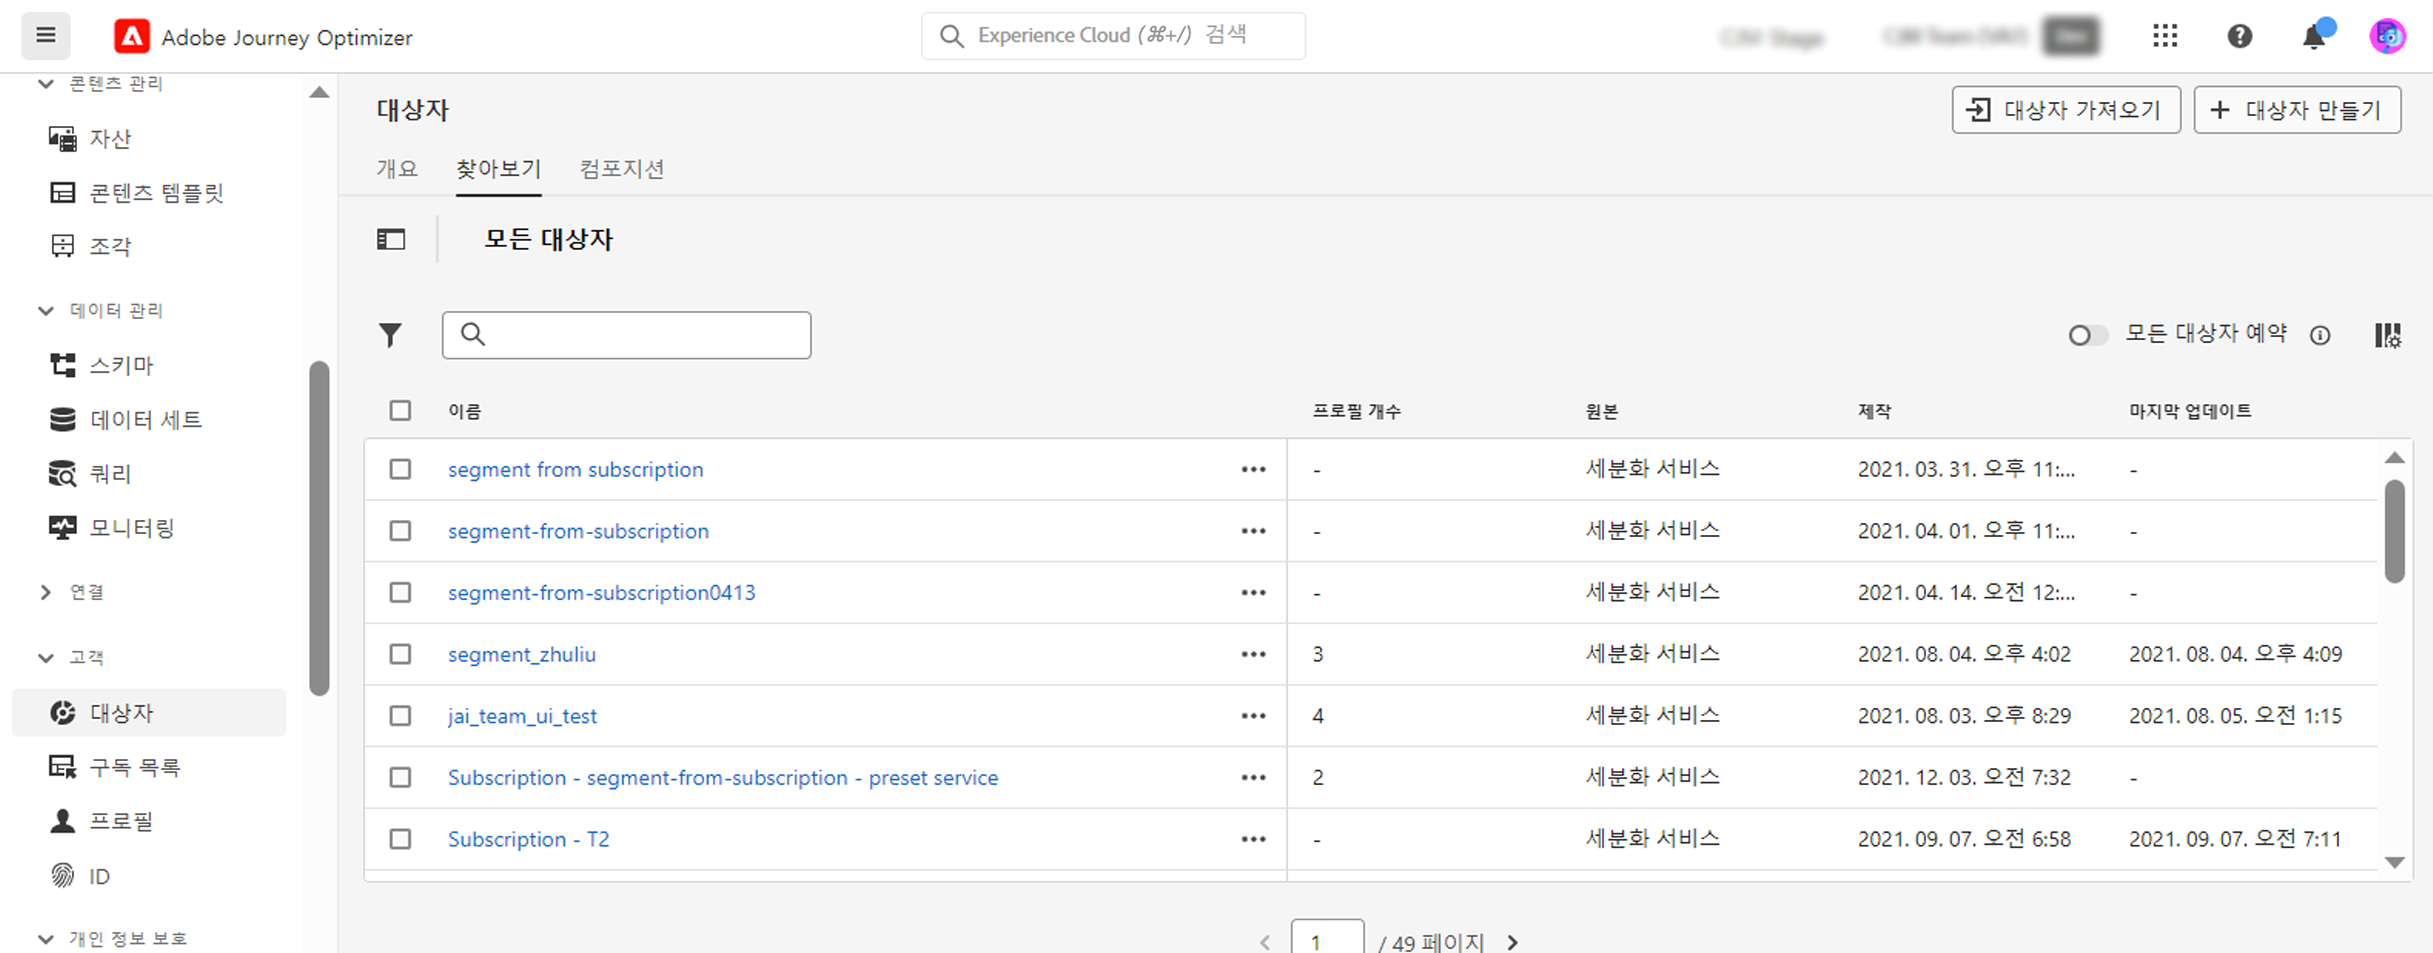 Adobe Journey Optimizer
Experience Cloud (⌘+/) 검색
콘텐츠 관리
자산
콘텐츠 템플릿
조각
데이터 관리
스키마
데이터 세트
쿼리
모니터링
연결
고객
대상자
구독 목록
프로필
ID
개인 정보 보호
대상자
대상자 가져오기
대상자 만들기
개요 찾아보기 컴포지션
모든 대상자
모든 대상자 예약
이름 프로필 개수 원본 제작 마지막 업데이트
segment from subscription - 세분화 서비스 2021. 03. 31. 오후 11:... -
segment-from-subscription - 세분화 서비스 2021. 04. 01. 오후 11:... -
segment-from-subscription0413 - 세분화 서비스 2021. 04. 14. 오전 12:... -
segment_zhuliu 3 세분화 서비스 2021. 08. 04. 오후 4:02 2021. 08. 04. 오후 4:09
jai_team_ui_test 4 세분화 서비스 2021. 08. 03. 오후 8:29 2021. 08. 05. 오전 1:15
Subscription - segment-from-subscription - preset service 2 세분화 서비스 2021. 12. 03. 오전 7:32 -
Subscription - T2 - 세분화 서비스 2021. 09. 07. 오전 6:58 2021. 09. 07. 오전 7:11
1 / 49 페이지